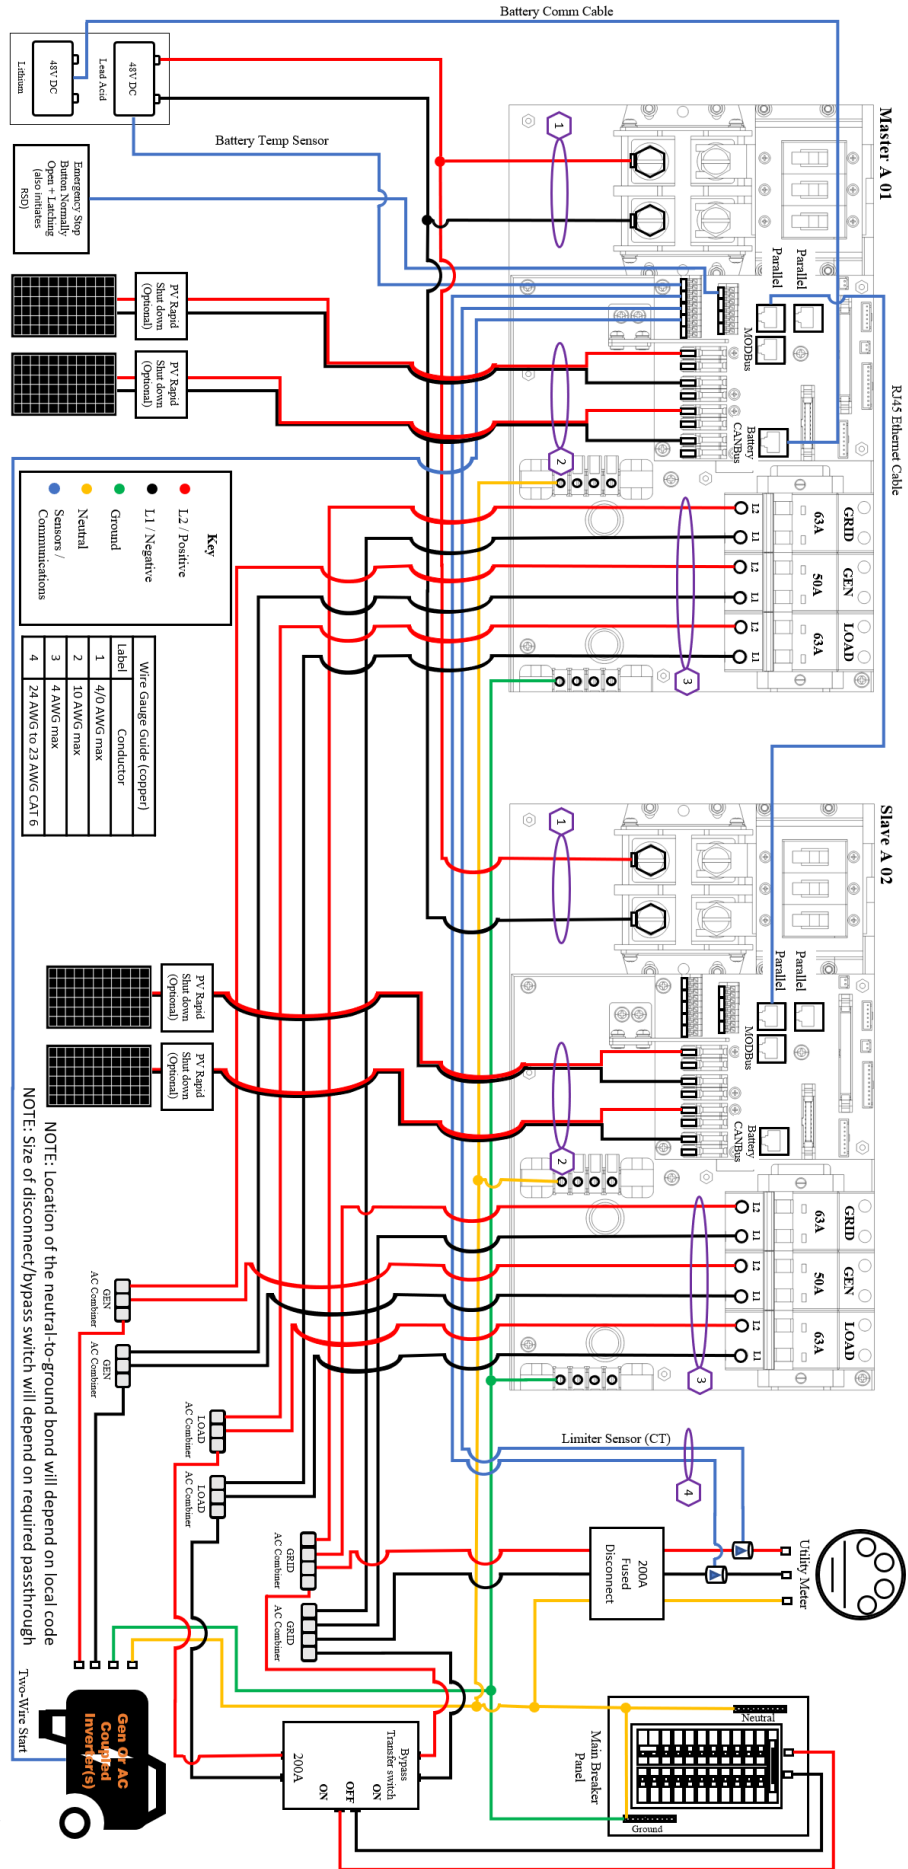 Battery Comm Cable
48V DC
Lithium
48V DC
Lead Acid
Battery Temp Sensor
Emergency Stop
Button Normally
Open + Latching
(also initiates
RSD)
PV Rapid
Shut down
(Optional)
PV Rapid
Shut down
(Optional)
Master A 01
1
Parallel
Parallel
MODBus
Battery
CANBus
2
RJ45 Ethernet Cable
L2
L1
63A
GRID
L2
L1
50A
GEN
L2
L1
63A
LOAD
3
Key
L2 / Positive
L1 / Negative
Ground
Neutral
Sensors /
Communications
Wire Gauge Guide (copper)
Label Conductor
1 4/0 AWG max
2 10 AWG max
3 4 AWG max
4 24 AWG to 23 AWG CAT 6
Slave A 02
1
Parallel
Parallel
MODBus
Battery
CANBus
2
PV Rapid
Shut down
(Optional)
PV Rapid
Shut down
(Optional)
L2
L1
63A
GRID
L2
L1
50A
GEN
L2
L1
63A
LOAD
3
NOTE: Location of the neutral-to-ground bond will depend on local code
NOTE: Size of disconnect/bypass switch will depend on required passthrough
GEN
AC Combiner
GEN
AC Combiner
LOAD
AC Combiner
LOAD
AC Combiner
GRID
AC Combiner
GRID
AC Combiner
Limiter Sensor (CT)
4
200A
Fused
Disconnect
Utility Meter
Two-Wire Start
Gen Or AC
Coupled
Inverter(s)
Bypass
Transfer switch
200A
ON
OFF
ON
Main Breaker
Panel
Neutral
Ground